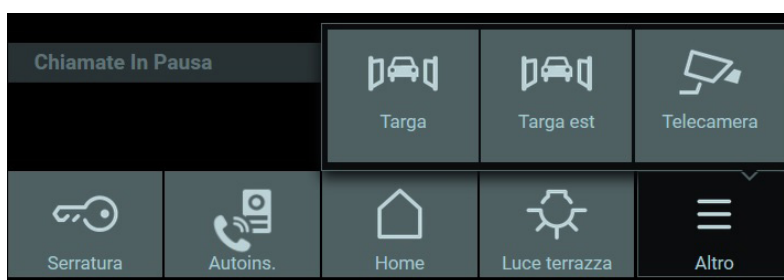 Chiamate In Pausa
Targa
Targa est
Telecamera
Serratura
Autoins.
Home
Luce terrazza
Altro